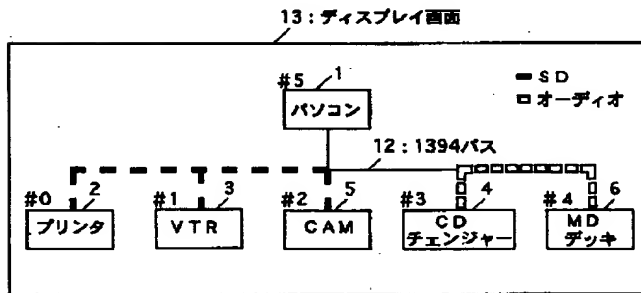 13：ディスプレイ画面
#5
1
パソコン
SD
オーディオ
12：1394バス
#0
2
プリンタ
#1
3
VTR
#2
5
CAM
#3
4
CD
チェンジャー
#4
6
MD
デッキ